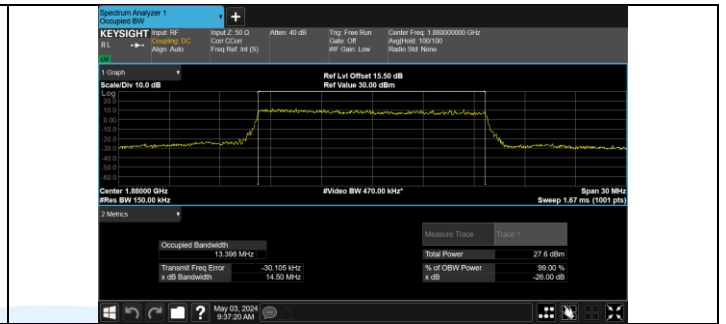 Spectrum Analyzer 1
Occupied BW
+
KEYSIGHT Input: RF Input Z: 50 Ω Atten: 40 dB Trig: Free Run Center Freq: 1.880000000 GHz
RL Coupling: DC Corr CCorr Gate: Off Avg|Hold: 100/100
Align: Auto Freq Ref: Int (S) #IF Gain: Low Radio Std: None
1 Graph
Ref Lvl Offset 15.50 dB
Scale/Div 10.0 dB Ref Value 30.00 dBm
Log
20.0
10.0
0.00
-10.0
-20.0
-30.0
-40.0
-50.0
-60.0
Center 1.88000 GHz #Video BW 470.00 kHz* Span 30 MHz
#Res BW 150.00 kHz Sweep 1.67 ms (1001 pts)
2 Metrics
Measure Trace Trace 1
Occupied Bandwidth
13.398 MHz Total Power 27.6 dBm
Transmit Freq Error -30.105 kHz % of OBW Power 99.00 %
x dB Bandwidth 14.50 MHz x dB -26.00 dB
? May 03, 2024
9:37:20 AM